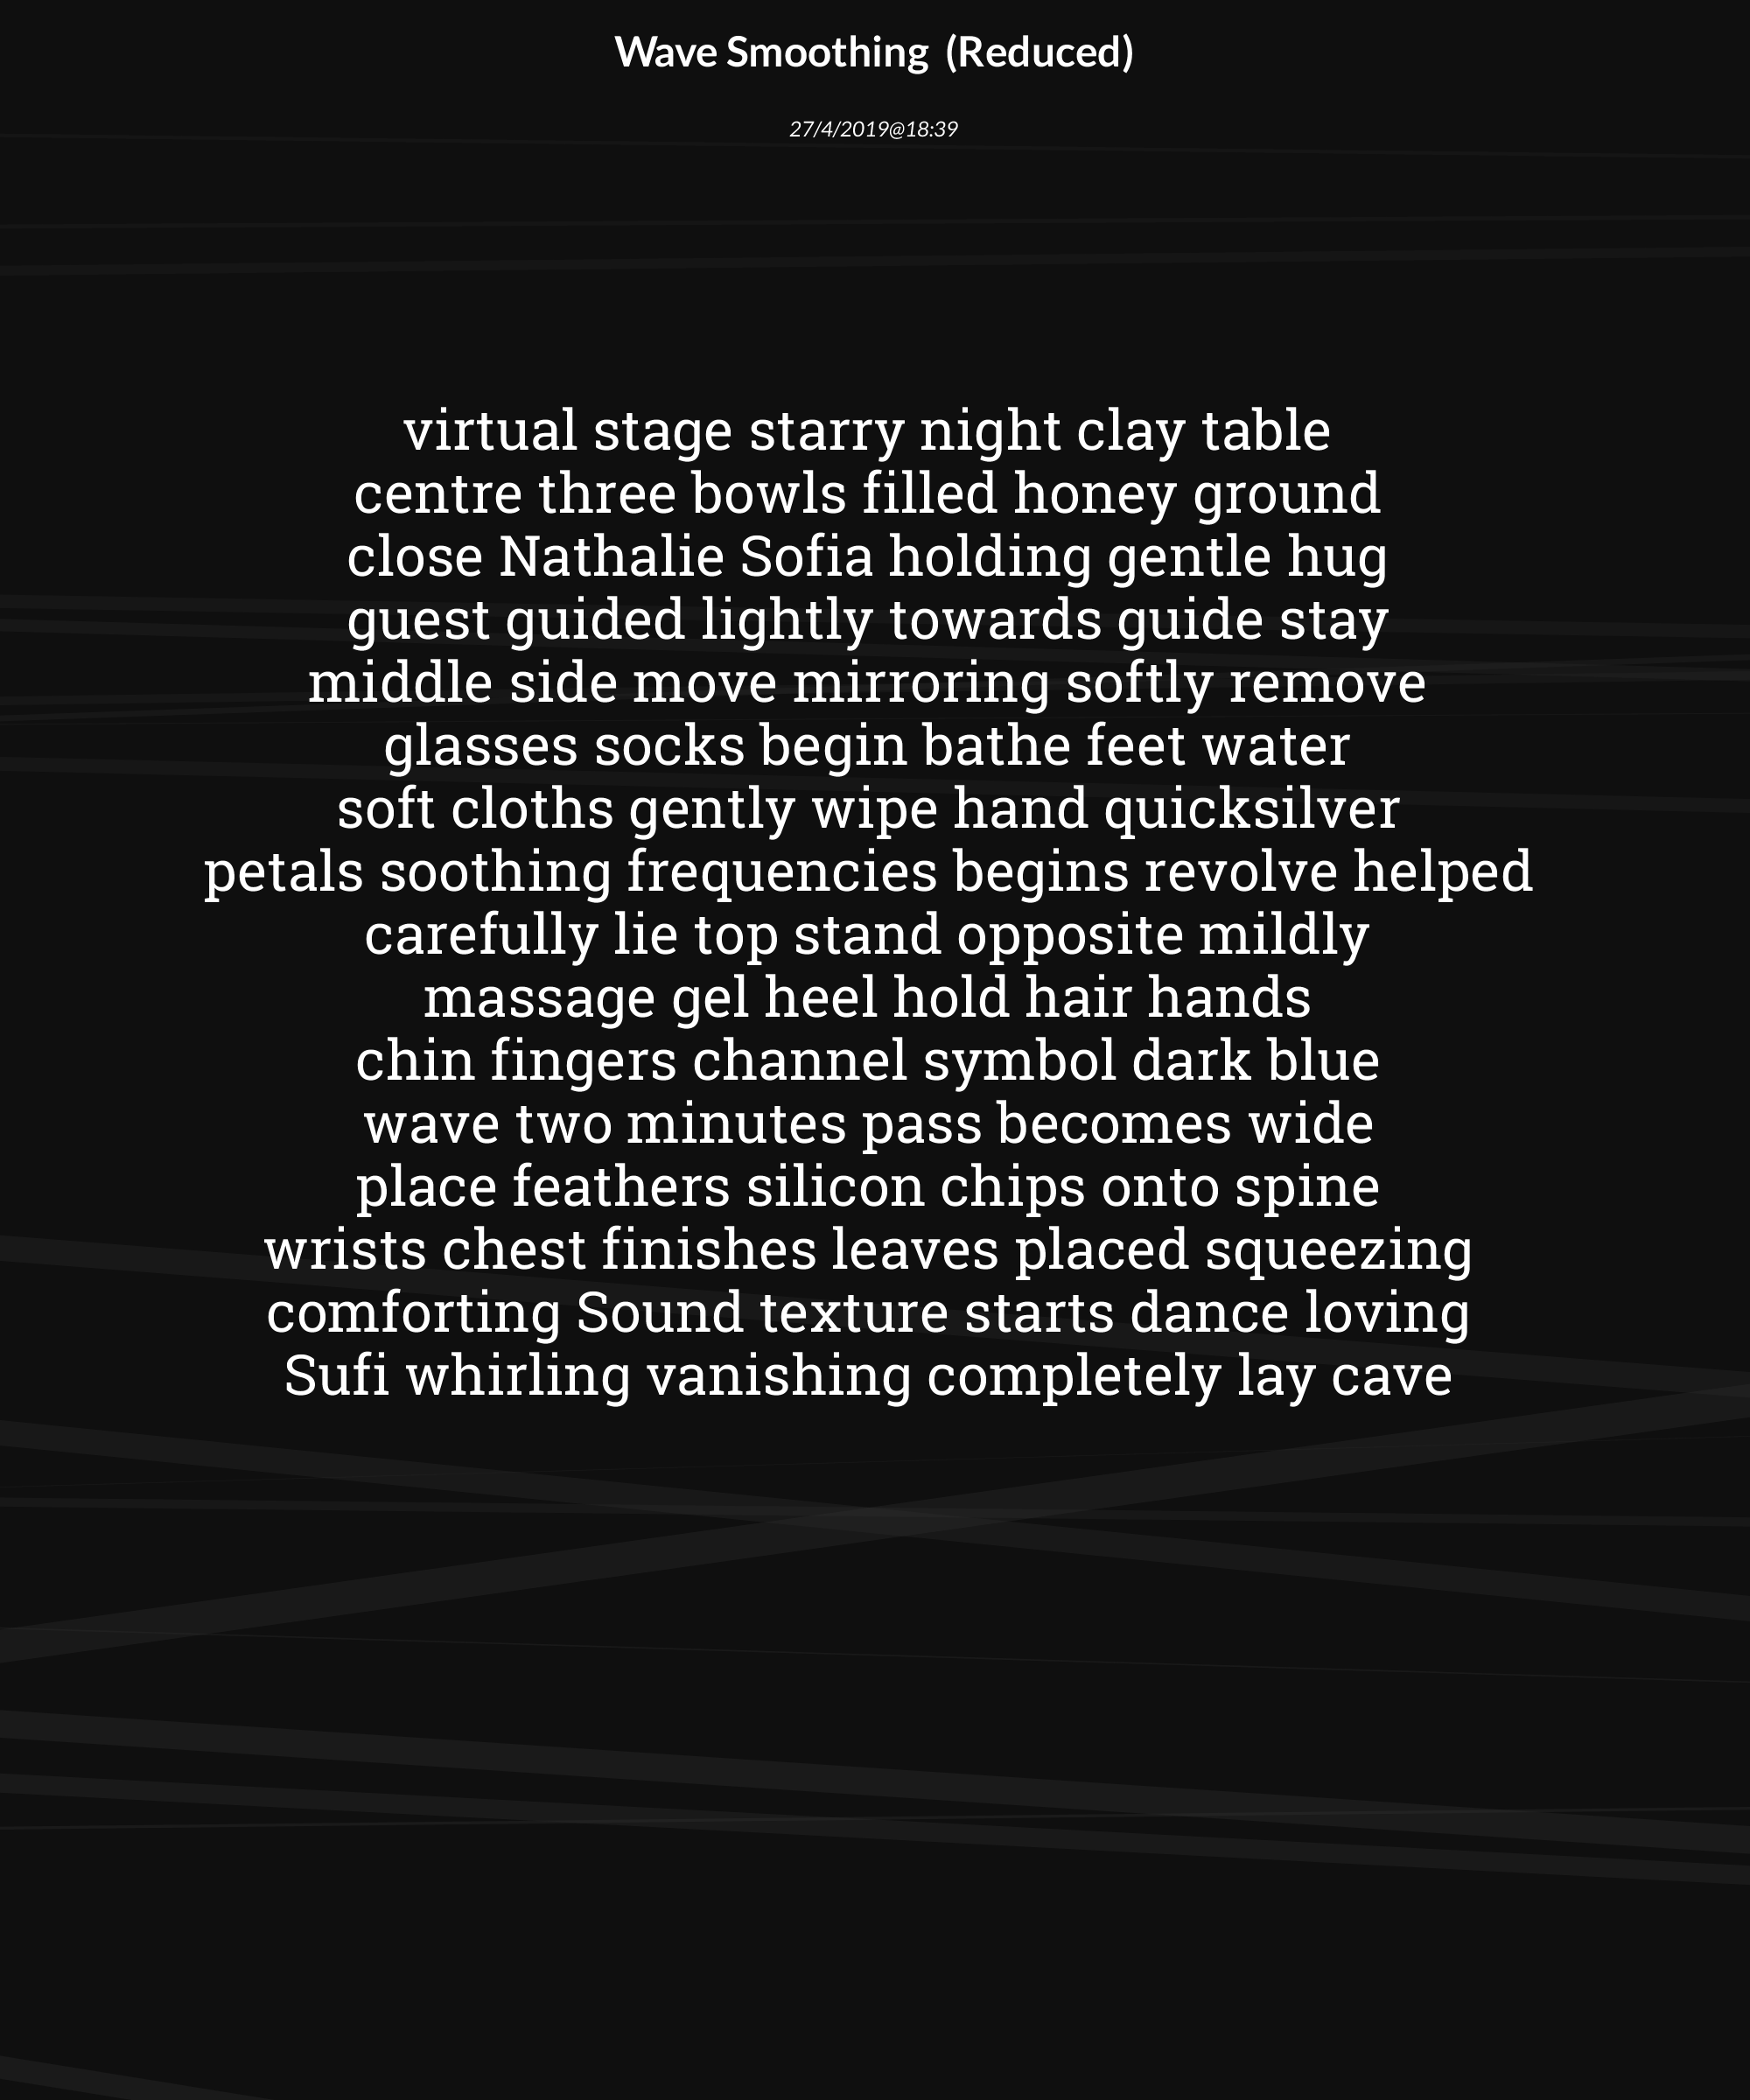 Wave Smoothing (Reduced)
27/4/2019@18:39
virtual stage starry night clay table
centre three bowls filled honey ground
close Nathalie Sofia holding gentle hug
guest guided lightly towards guide stay
middle side move mirroring softly remove
glasses socks begin bathe feet water
soft cloths gently wipe hand quicksilver
petals soothing frequencies begins revolve helped
carefully lie top stand opposite mildly
massage gel heel hold hair hands
chin fingers channel symbol dark blue
wave two minutes pass becomes wide
place feathers silicon chips onto spine
wrists chest finishes leaves placed squeezing
comforting Sound texture starts dance loving
Sufi whirling vanishing completely lay cave